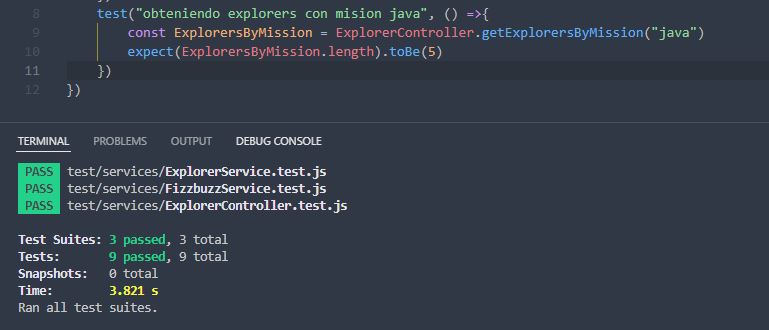 8 test("obteniendo explorers con mision java", () =>{
9 const ExplorersByMission = ExplorerController.getExplorersByMission("java")
10 expect(ExplorersByMission.length).toBe(5)
11 })
12 })
TERMINAL PROBLEMS OUTPUT DEBUG CONSOLE
PASS test/services/ExplorerService.test.js
PASS test/services/FizzbuzzService.test.js
PASS test/services/ExplorerController.test.js
Test Suites: 3 passed, 3 total
Tests: 9 passed, 9 total
Snapshots: 0 total
Time: 3.821 s
Ran all test suites.